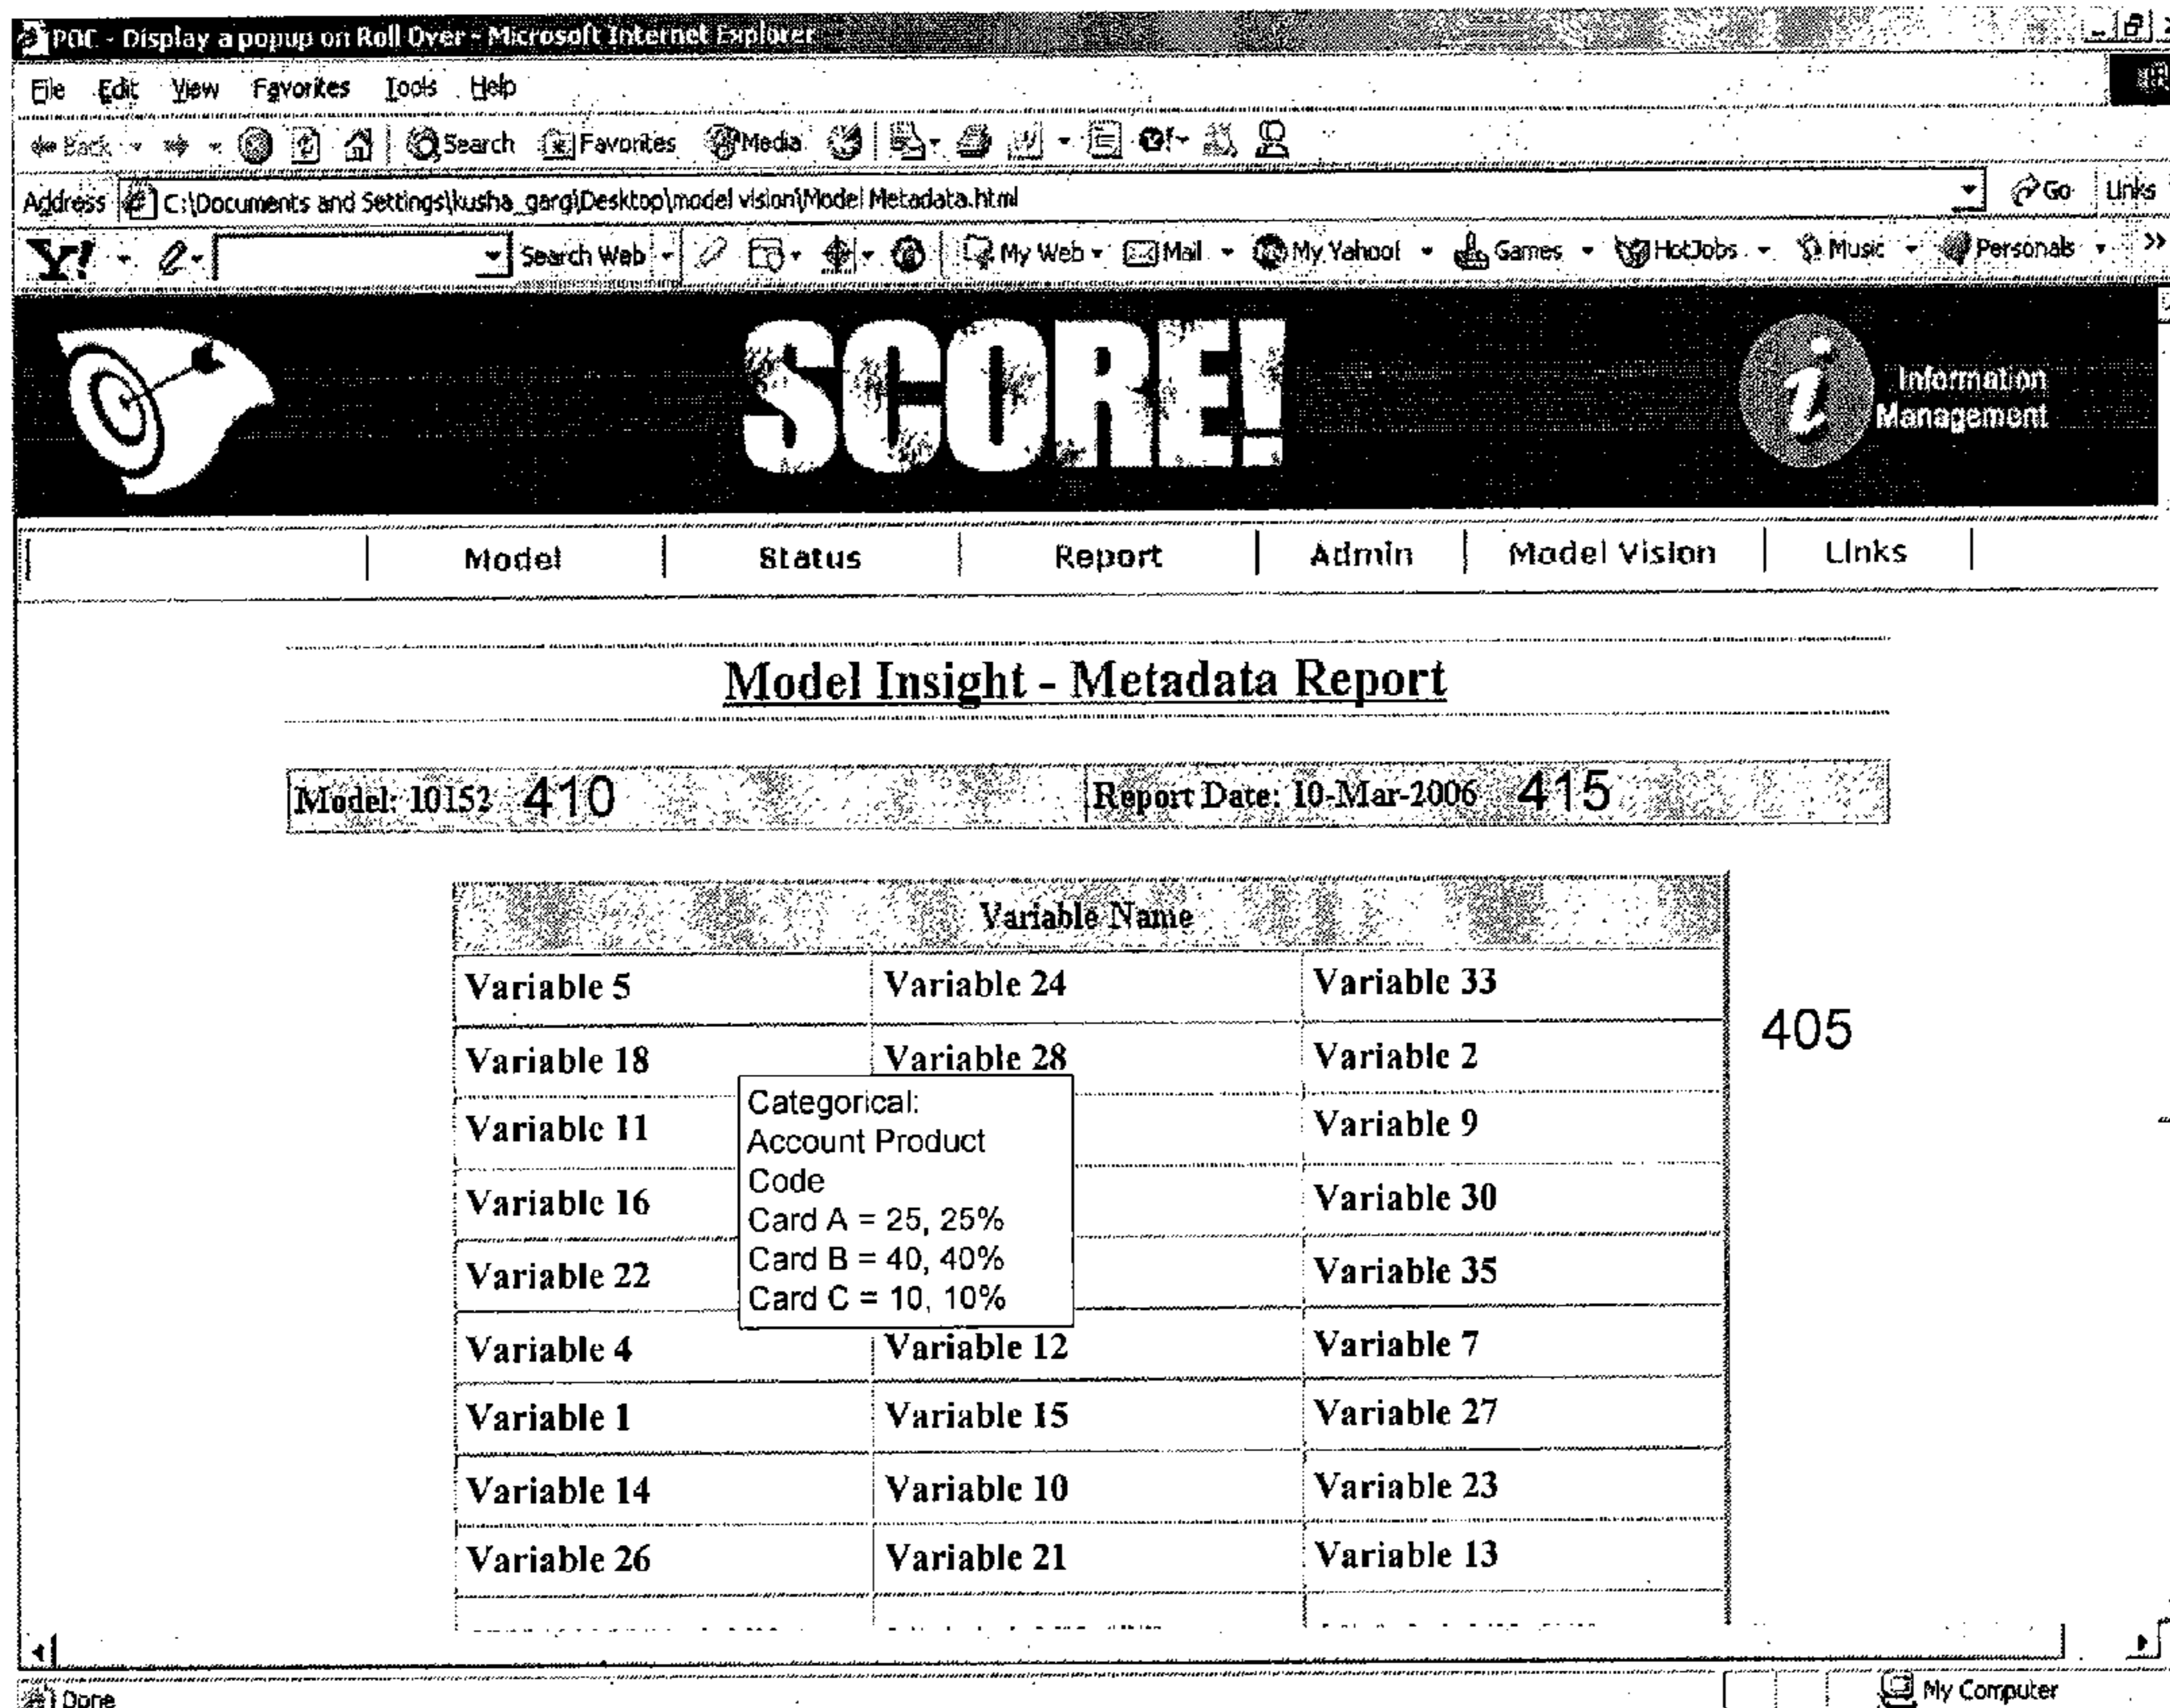 POC - Display a popup on Roll Over - Microsoft Internet Explorer
File Edit View Favorites Tools Help
Back Search Favorites Media
Address C:\Documents and Settings\kusha_garg\Desktop\model vision\Model Metadata.html Go Links
Y! Search Web My Web Mail My Yahoo! Games HotJobs Music Personals »
SCORE!
i Information
Management
Model Status Report Admin Model Vision Links
Model Insight - Metadata Report
Model: 10152 410 Report Date: 10-Mar-2006 415
Variable Name
Variable 5 Variable 24 Variable 33
405
Variable 18 Variable 28 Variable 2
Variable 11 Variable 9
Variable 16 Variable 30
Variable 22 Variable 35
Categorical:
Account Product
Code
Card A = 25, 25%
Card B = 40, 40%
Card C = 10, 10%
Variable 4 Variable 12 Variable 7
Variable 1 Variable 15 Variable 27
Variable 14 Variable 10 Variable 23
Variable 26 Variable 21 Variable 13
Done My Computer